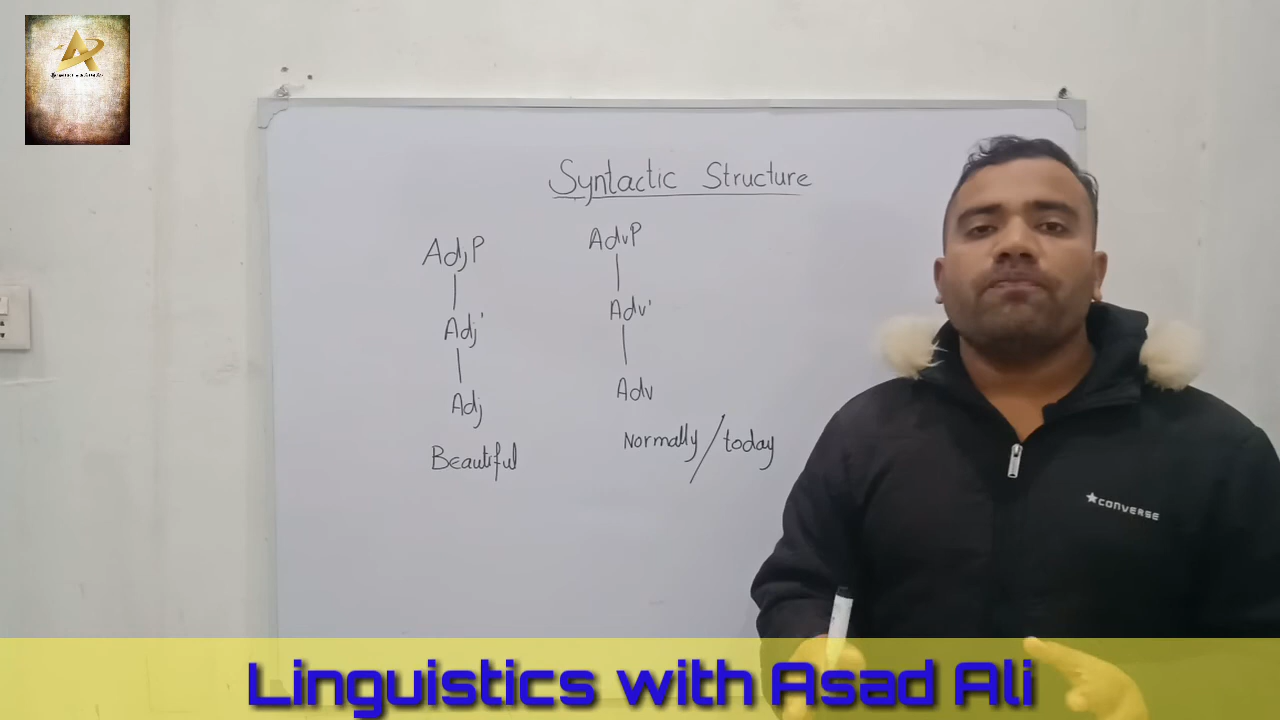 Syntactic Structure
AdjP
Adj'
Adj
Beautiful
AdvP
Adv'
Adv
Normally/today
CONVERSE
Linguistics with Asad Ali